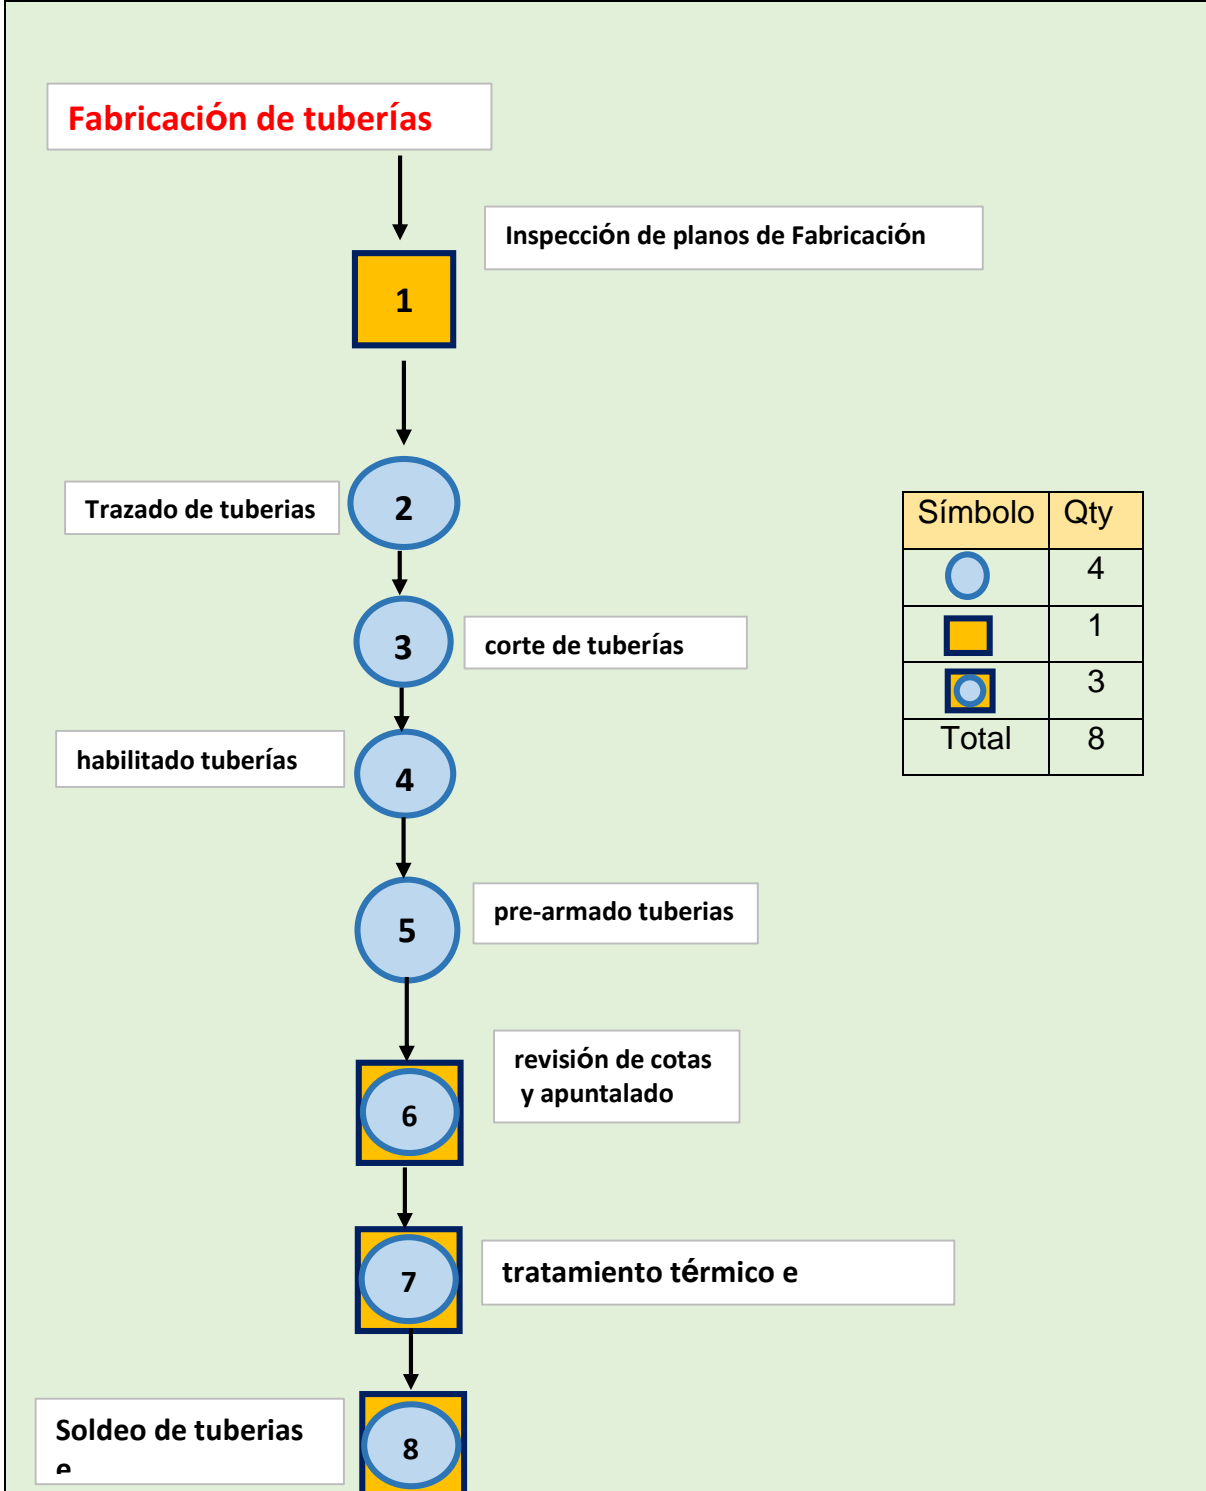 Fabricación de tuberías
Inspección de planos de Fabricación
1
Trazado de tuberias
2
3
corte de tuberías
habilitado tuberías
4
5
pre-armado tuberias
6
revisión de cotas
y apuntalado
7
tratamiento térmico e
Soldeo de tuberias
e
8
Símbolo Qty
4
1
3
Total 8